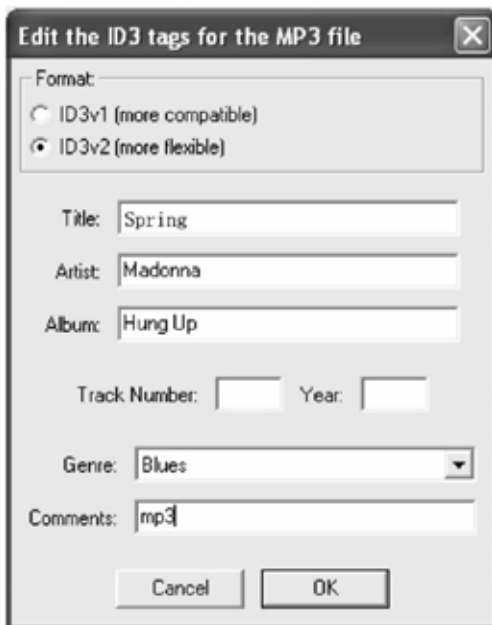 Edit the ID3 tags for the MP3 file
Format:
ID3v1 (more compatible)
ID3v2 (more flexible)
Title: Spring
Artist: Madonna
Album: Hung Up
Track Number: Year:
Genre: Blues
Comments: mp3
Cancel OK